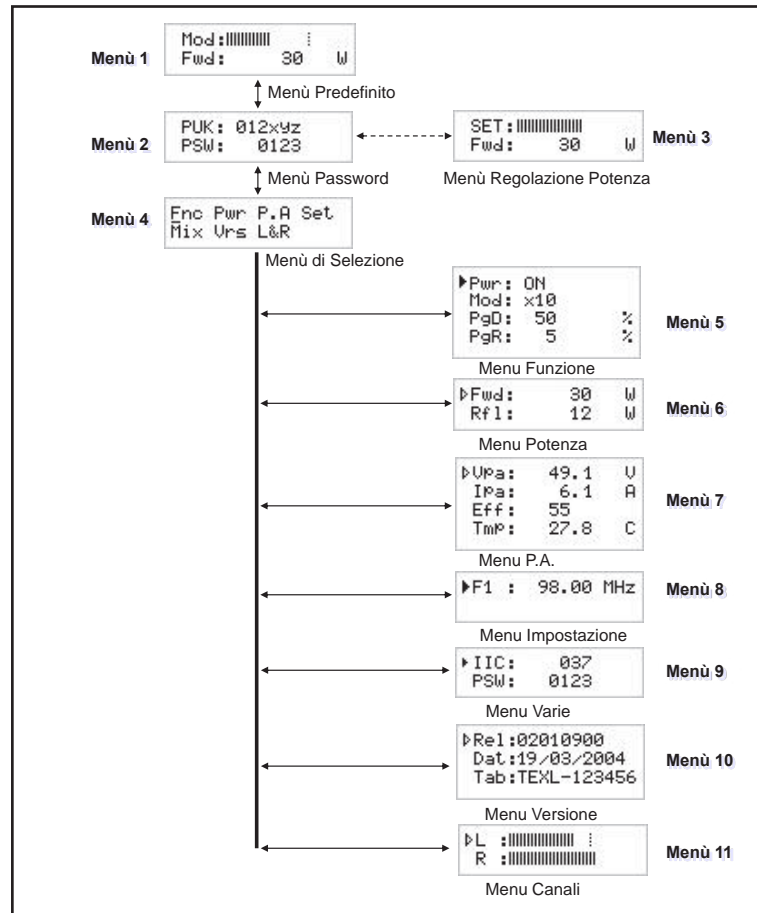 Menù 1
Mod:
Fwd: 30 W
Menù Predefinito
Menù 2
PUK: 012xyz
PSW: 0123
SET:
Fwd: 30 W
Menù 3
Menù Password
Menù Regolazione Potenza
Menù 4
Fnc Pwr P.A Set
Mix Vrs L&R
Menù di Selezione
Pwr: ON
Mod: x10
PgD: 50 %
PgR: 5 %
Menù 5
Menu Funzione
Fwd: 30 W
Rfl: 12 W
Menù 6
Menu Potenza
Vpa: 49.1 V
Ipa: 6.1 A
Eff: 55
Tmp: 27.8 C
Menù 7
Menu P.A.
F1 : 98.00 MHz
Menù 8
Menu Impostazione
IIC: 037
PSW: 0123
Menù 9
Menu Varie
Rel:02010900
Dat:19/03/2004
Tab:TEXL-123456
Menù 10
Menu Versione
L :
R :
Menù 11
Menu Canali